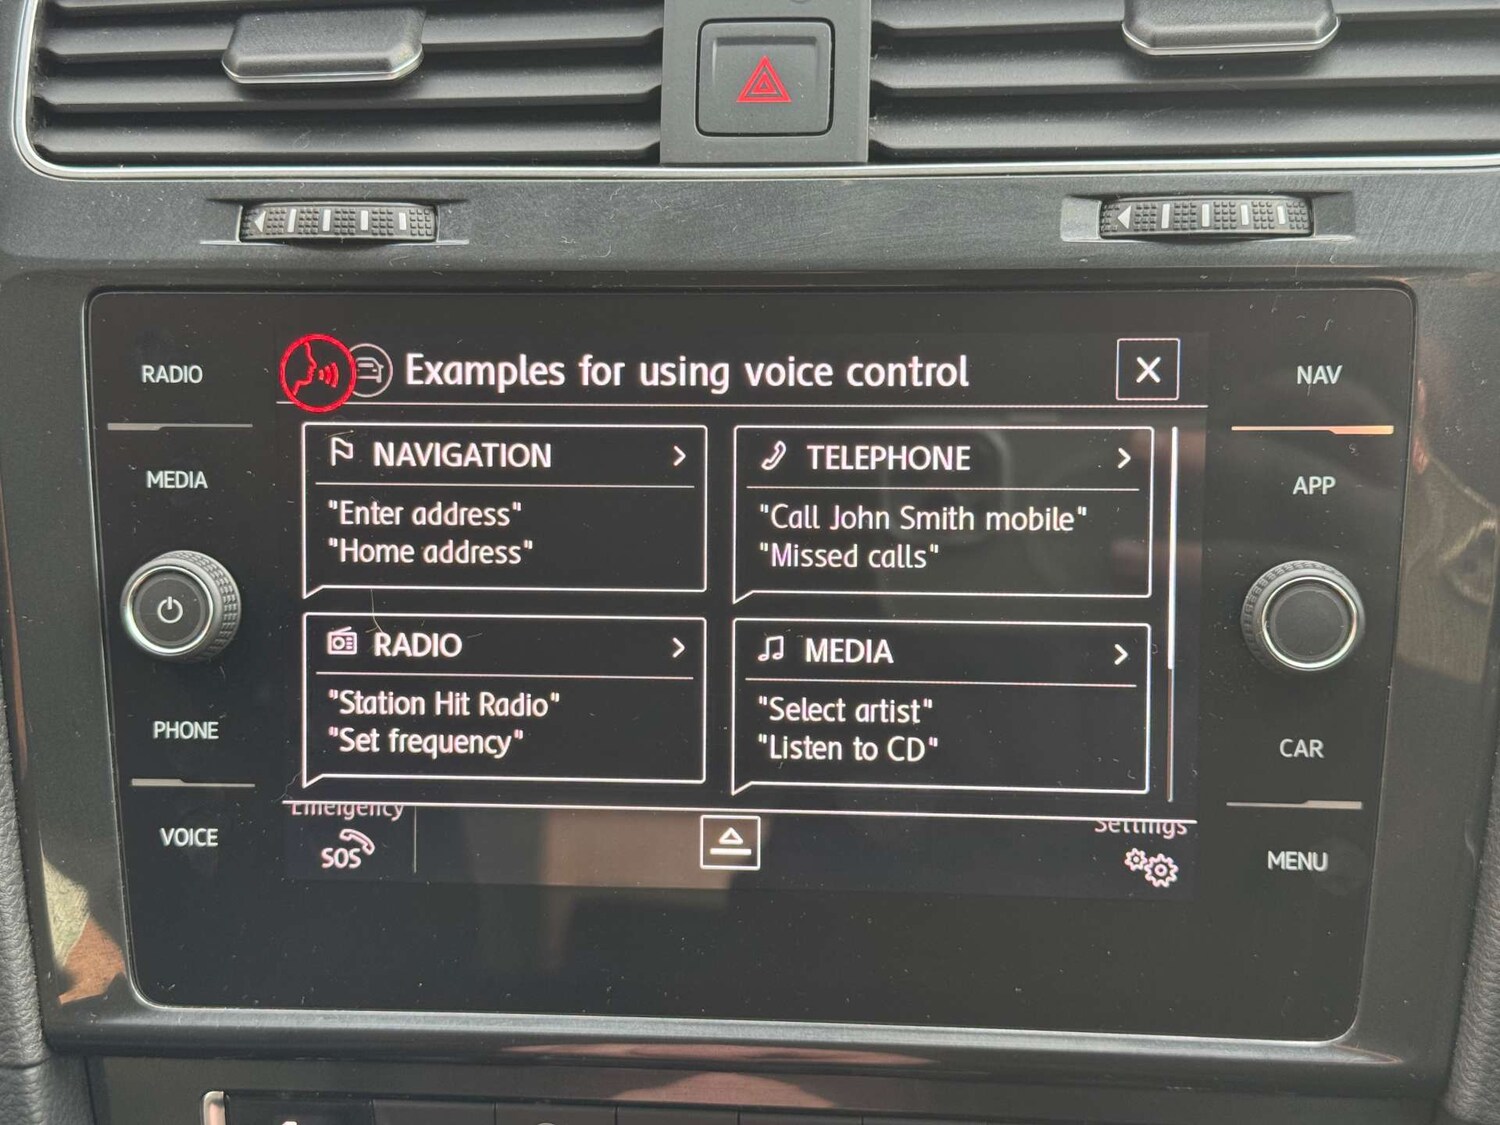 RADIO
MEDIA
PHONE
VOICE
Examples for using voice control
NAVIGATION
"Enter address"
"Home address"
TELEPHONE
"Call John Smith mobile"
"Missed calls"
RADIO
"Station Hit Radio"
"Set frequency"
MEDIA
"Select artist"
"Listen to CD"
Emergency
SOS
Settings
NAV
APP
CAR
MENU